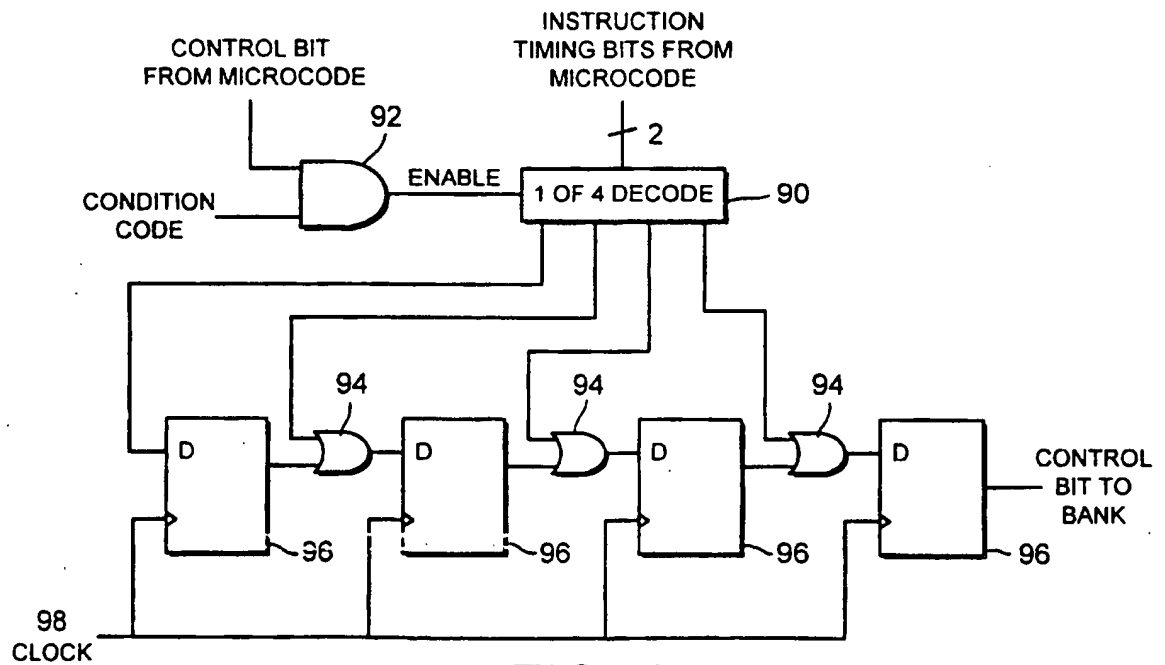 INSTRUCTION
TIMING BITS FROM
MICROCODE
CONTROL BIT
FROM MICROCODE
92
2
ENABLE
1 OF 4 DECODE
90
CONDITION
CODE
94
94
94
D
D
D
D
CONTROL
BIT TO
BANK
96
96
96
96
98
CLOCK